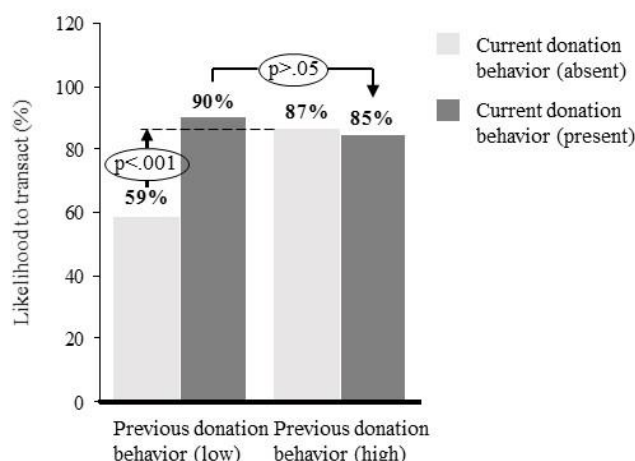 Likelihood to transact (%)
120
100
80
60
40
20
0
p>.05
90%
87%
85%
p<.001
59%
Current donation
behavior (absent)
Current donation
behavior (present)
Previous donation
behavior (low)
Previous donation
behavior (high)